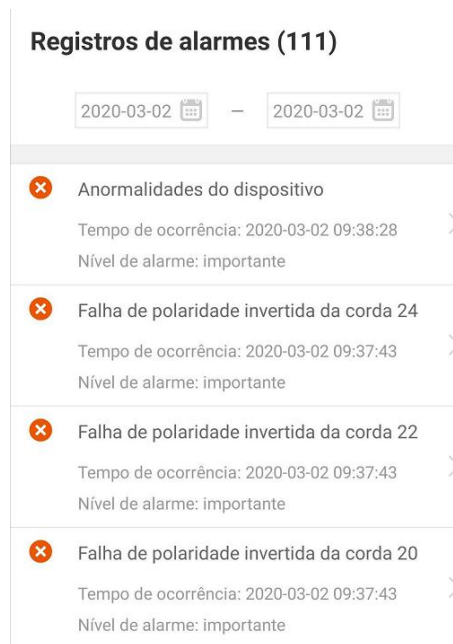 Registros de alarmes (111)
2020-03-02 – 2020-03-02
Anormalidades do dispositivo
Tempo de ocorrência: 2020-03-02 09:38:28
Nível de alarme: importante
Falha de polaridade invertida da corda 24
Tempo de ocorrência: 2020-03-02 09:37:43
Nível de alarme: importante
Falha de polaridade invertida da corda 22
Tempo de ocorrência: 2020-03-02 09:37:43
Nível de alarme: importante
Falha de polaridade invertida da corda 20
Tempo de ocorrência: 2020-03-02 09:37:43
Nível de alarme: importante